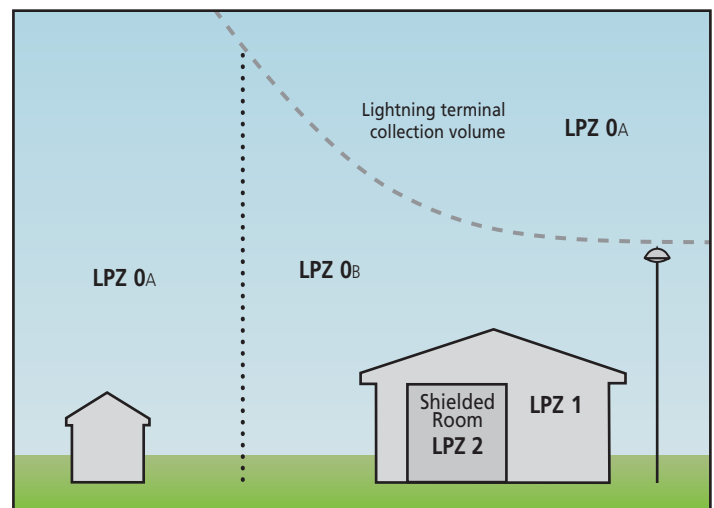 Lightning terminal
collection volume
LPZ 0A
LPZ 0A
LPZ 0B
Shielded
Room
LPZ 2
LPZ 1